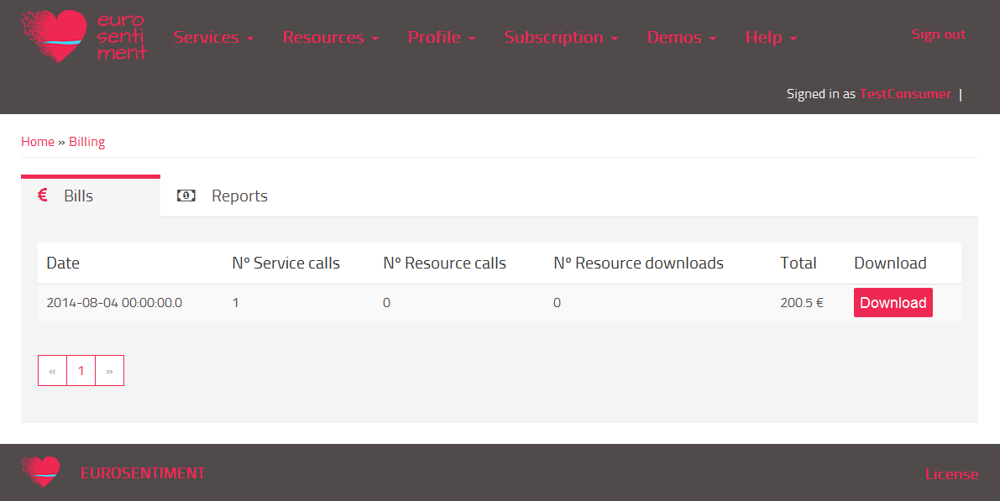 euro
senti
ment
Services Resources Profile Subscription Demos Help Sign out
Signed in as TestConsumer |
Home » Billing
€ Bills Reports
Date Nº Service calls Nº Resource calls Nº Resource downloads Total Download
2014-08-04 00:00:00.0 1 0 0 200.5 € Download
« 1 »
EUROSENTIMENT License